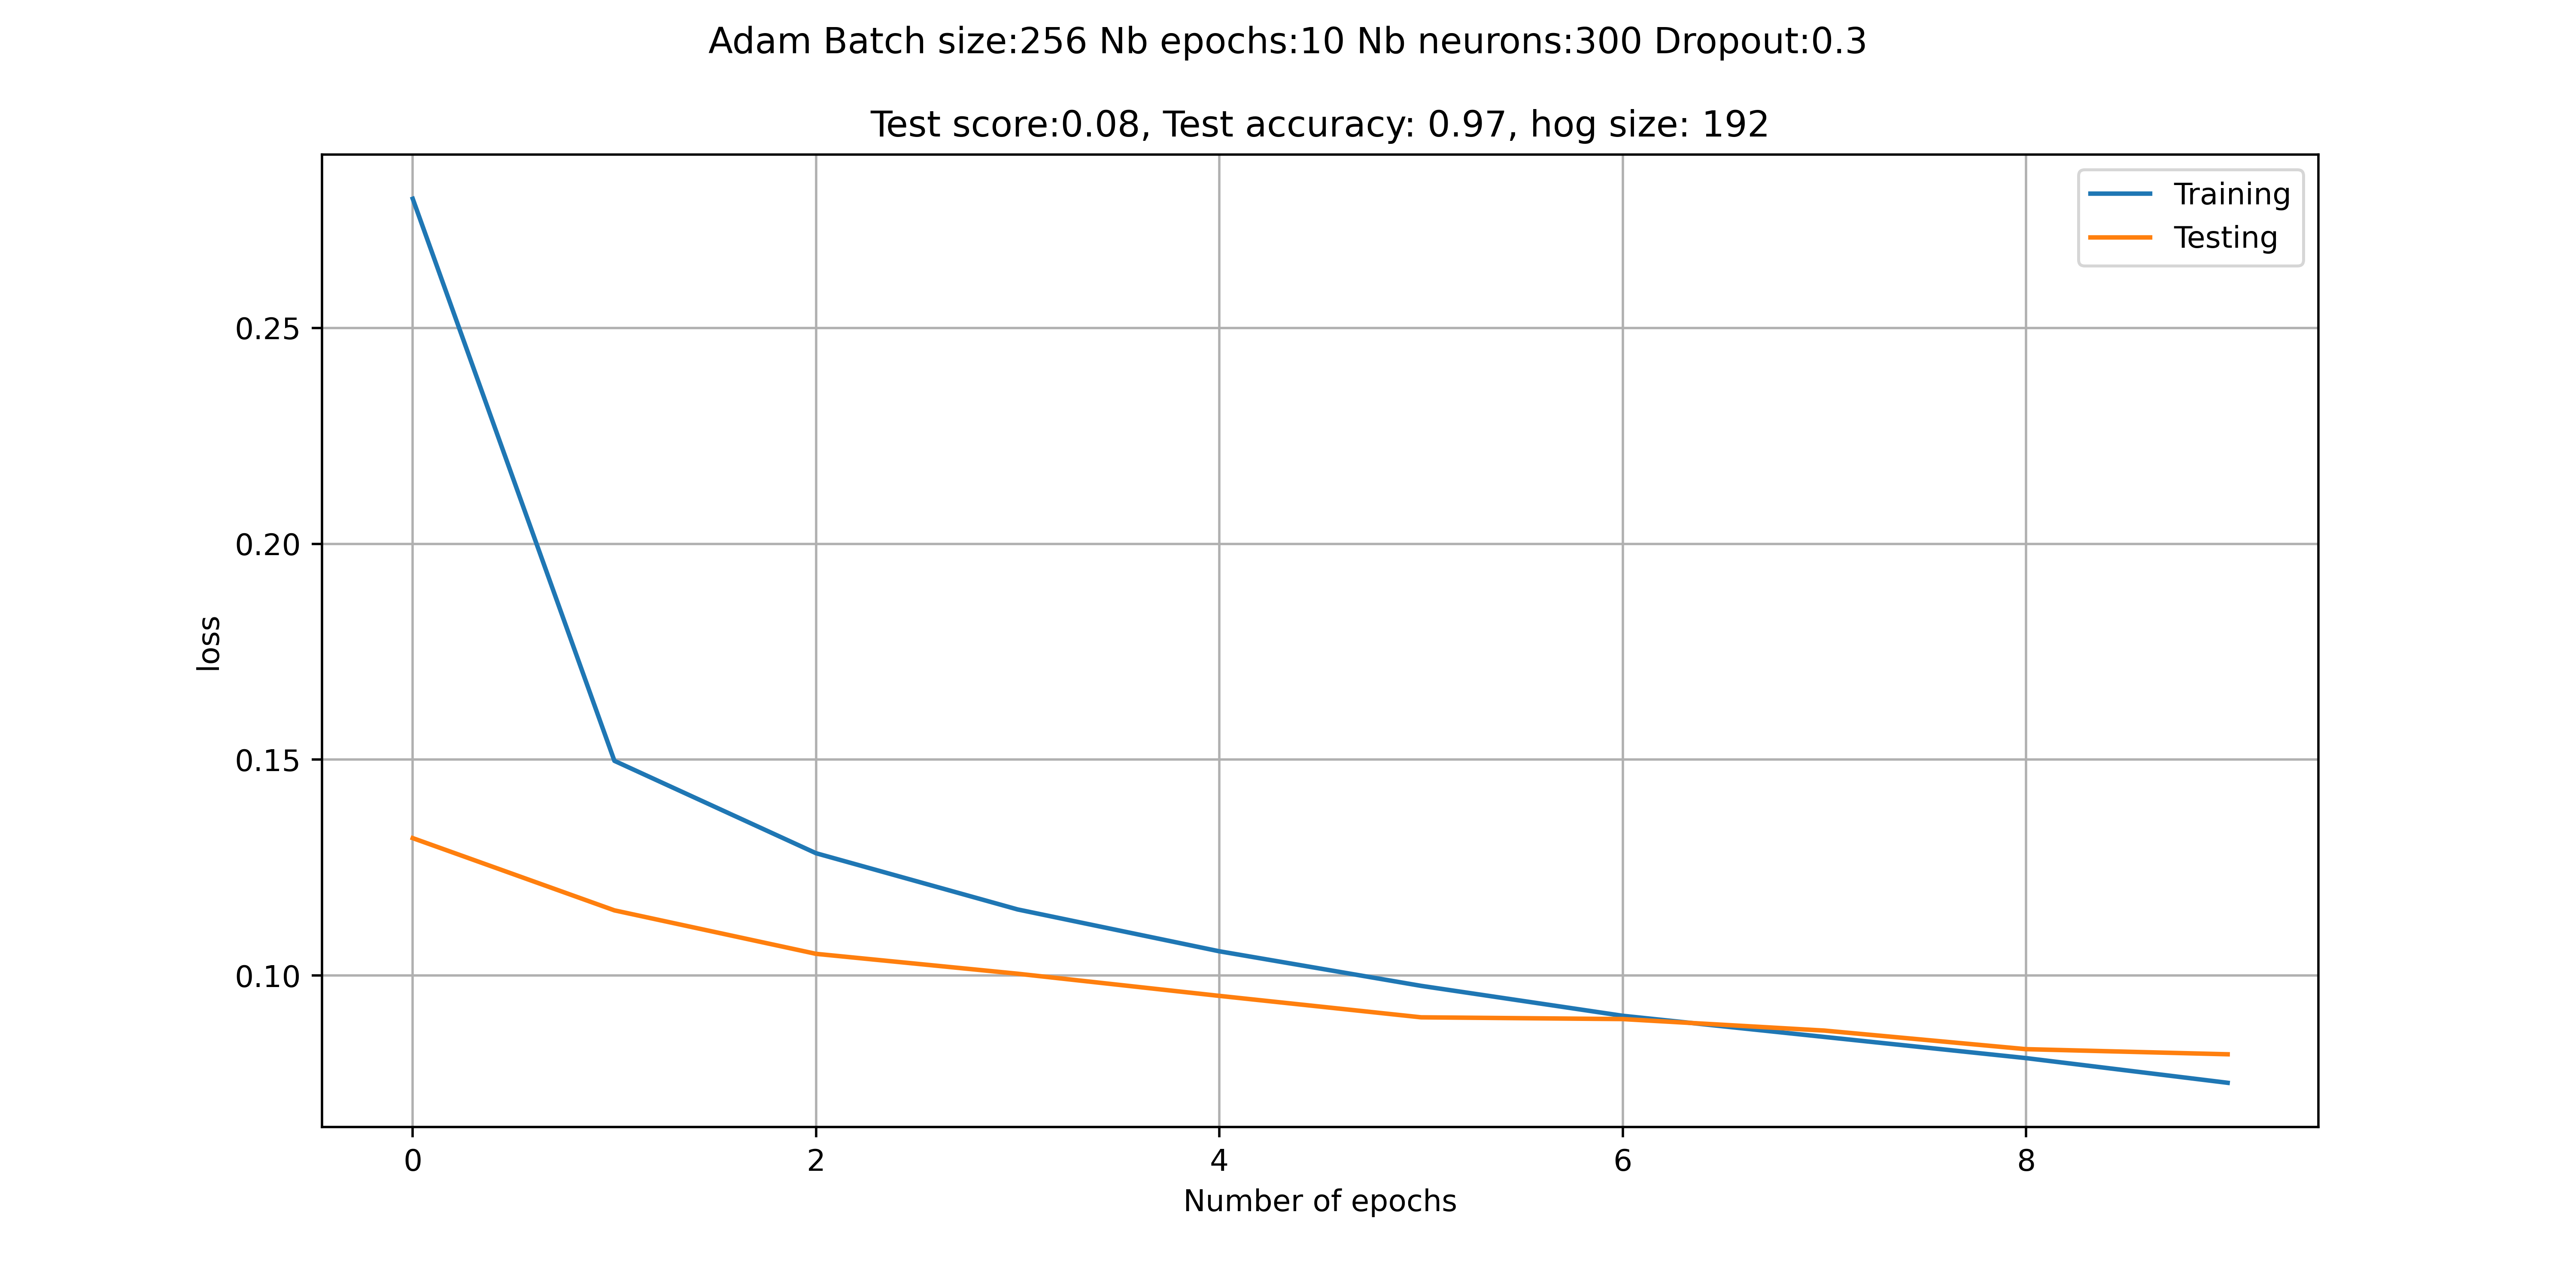 Adam Batch size:256 Nb epochs:10 Nb neurons:300 Dropout:0.3
Test score:0.08, Test accuracy: 0.97, hog size: 192
Training
Testing
0.25
0.20
0.15
0.10
loss
0
2
4
6
8
Number of epochs